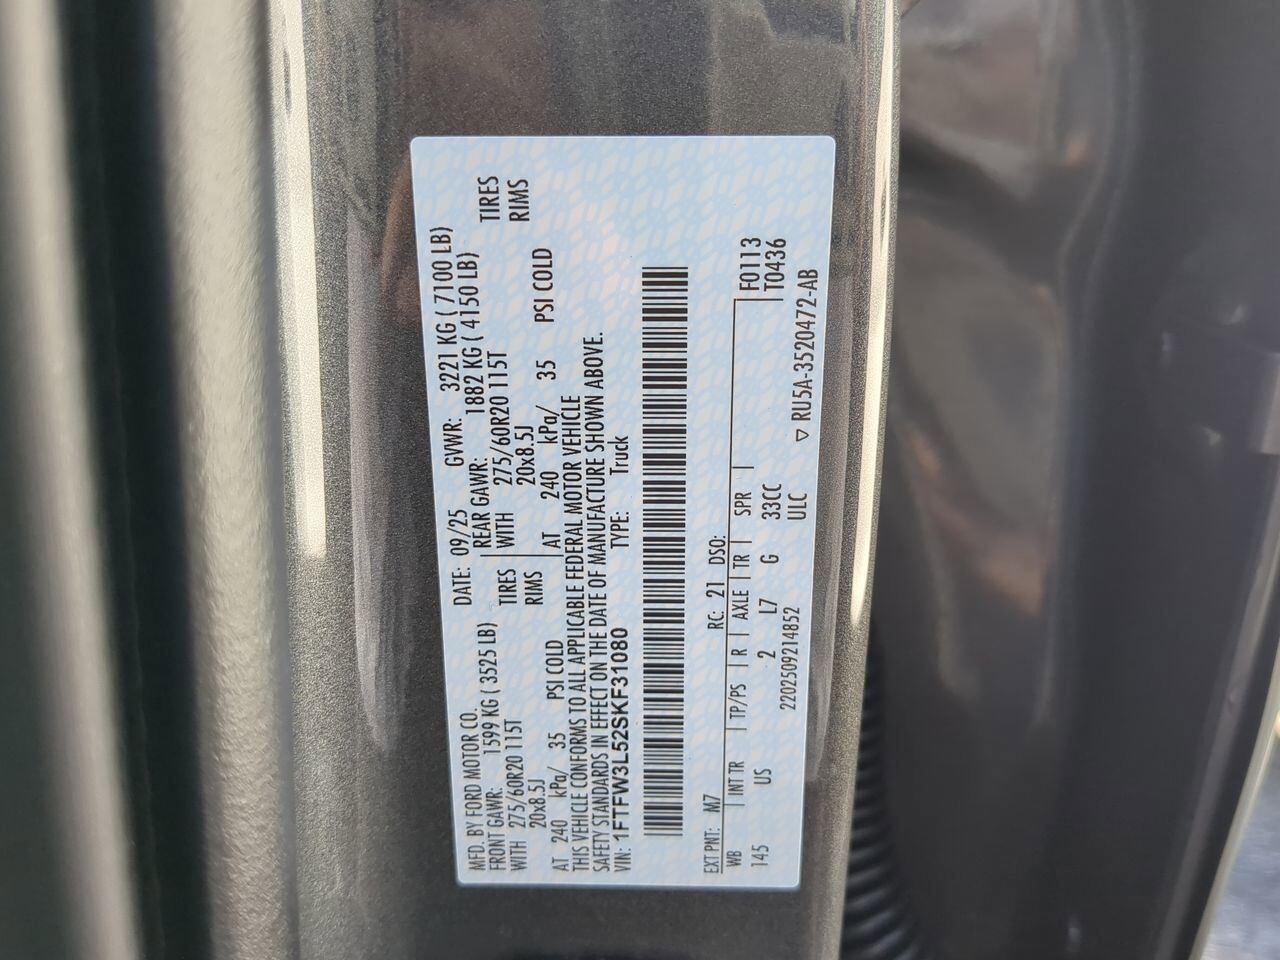 MFD. BY FORD MOTOR CO.
DATE: 09/25 GVWR: 3221 KG ( 7100 LB)
FRONT GAWR: 1599 KG ( 3525 LB) REAR GAWR: 1882 KG ( 4150 LB)
WITH 275/60R20 115T TIRES WITH 275/60R20 115T TIRES
20x8.5J RIMS 20x8.5J RIMS
AT 240 kPa/ 35 PSI COLD AT 240 kPa/ 35 PSI COLD
THIS VEHICLE CONFORMS TO ALL APPLICABLE FEDERAL MOTOR VEHICLE
SAFETY STANDARDS IN EFFECT ON THE DATE OF MANUFACTURE SHOWN ABOVE.
VIN: 1FTFW3L52SKF31080 TYPE: Truck
EXT PNT: M7 RC: 21 DSO:
WB INT TR TP/PS R AXLE TR SPR F0113
145 US 2 L7 G 33CC T0436
2202509214852 ULC ▽ RU5A-3520472-AB